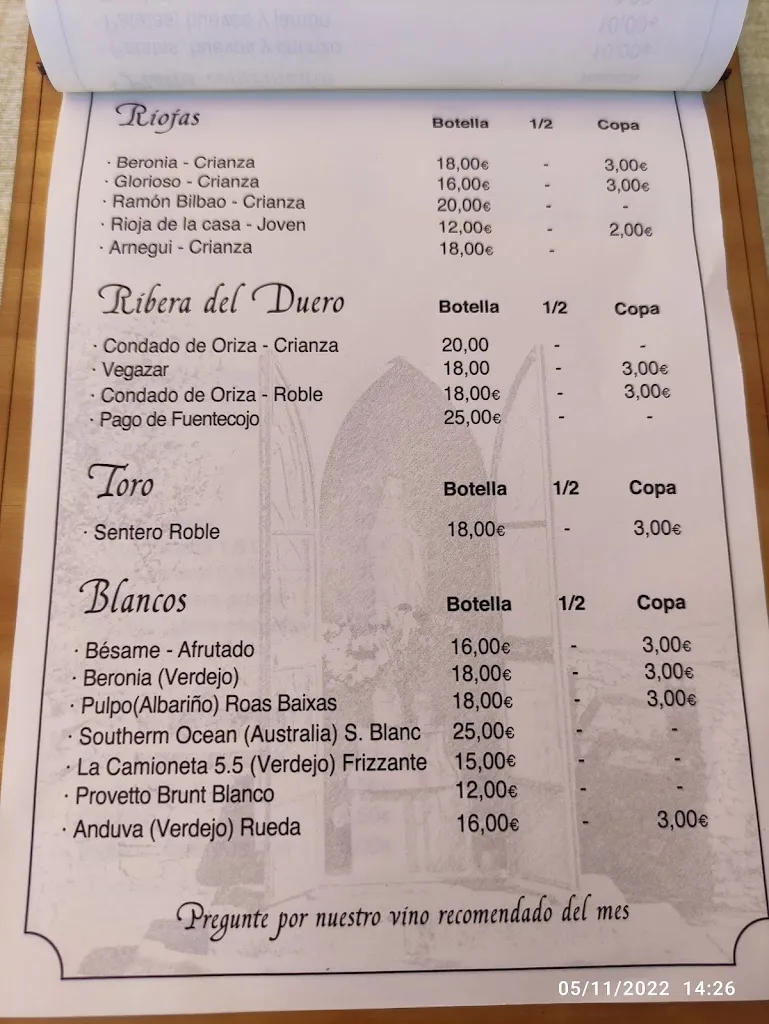 Riojas Botella 1/2 Copa
· Beronia - Crianza 18,00€ - 3,00€
· Glorioso - Crianza 16,00€ - 3,00€
· Ramón Bilbao - Crianza 20,00€ - -
· Rioja de la casa - Joven 12,00€ - 2,00€
· Arnegui - Crianza 18,00€ -
Ribera del Duero Botella 1/2 Copa
· Condado de Oriza - Crianza 20,00 - -
· Vegazar 18,00 - 3,00€
· Condado de Oriza - Roble 18,00€ - 3,00€
· Pago de Fuentecojo 25,00€ - -
Toro Botella 1/2 Copa
· Sentero Roble 18,00€ - 3,00€
Blancos Botella 1/2 Copa
· Bésame - Afrutado 16,00€ - 3,00€
· Beronia (Verdejo) 18,00€ - 3,00€
· Pulpo(Albariño) Roas Baixas 18,00€ - 3,00€
· Southerm Ocean (Australia) S. Blanc 25,00€ - -
· La Camioneta 5.5 (Verdejo) Frizzante 15,00€ - -
· Provetto Brunt Blanco 12,00€ - -
· Anduva (Verdejo) Rueda 16,00€ - 3,00€
Pregunte por nuestro vino recomendado del mes
05/11/2022 14:26